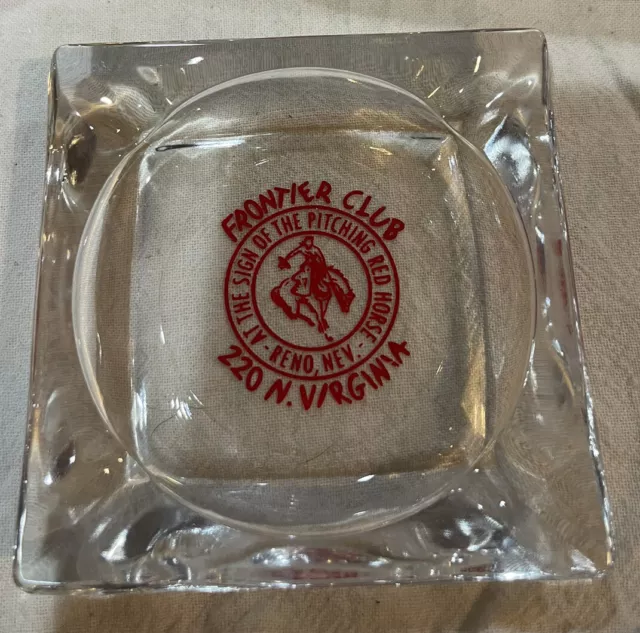 FRONTIER CLUB
AT THE SIGN OF THE PITCHING RED HORSE
- RENO, NEV. -
220 N. VIRGINIA